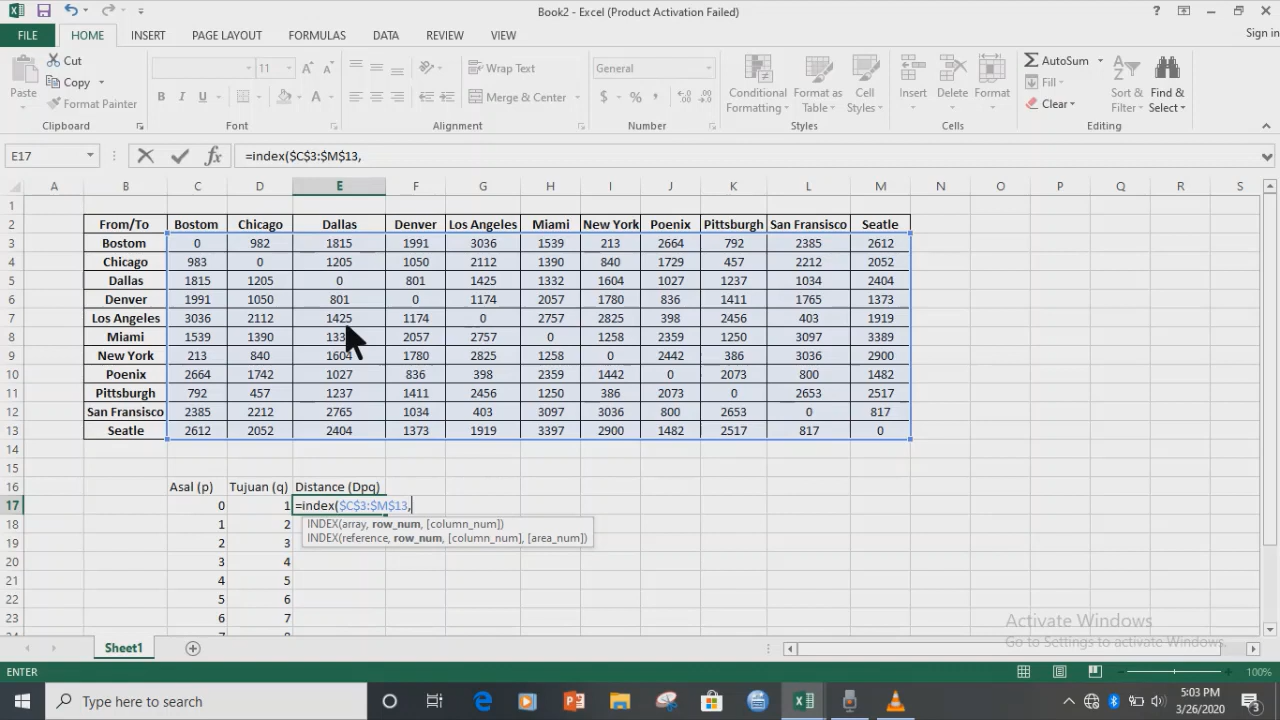 Book2 - Excel (Product Activation Failed)
FILE HOME INSERT PAGE LAYOUT FORMULAS DATA REVIEW VIEW Sign in
Paste Cut Copy Format Painter Clipboard
11 Font
Wrap Text Merge & Center Alignment
General $ % , Number
Conditional Formatting Format as Table Cell Styles Styles
Insert Delete Format Cells
AutoSum Fill Clear Sort & Filter Find & Select Editing
E17 =index($C$3:$M$13,
A B C D E F G H I J K L M N O P Q R S
1
2 From/To Bostom Chicago Dallas Denver Los Angeles Miami New York Poenix Pittsburgh San Fransisco Seatle
3 Bostom 0 982 1815 1991 3036 1539 213 2664 792 2385 2612
4 Chicago 983 0 1205 1050 2112 1390 840 1729 457 2212 2052
5 Dallas 1815 1205 0 801 1425 1332 1604 1027 1237 1034 2404
6 Denver 1991 1050 801 0 1174 2057 1780 836 1411 1765 1373
7 Los Angeles 3036 2112 1425 1174 0 2757 2825 398 2456 403 1919
8 Miami 1539 1390 2057 2757 0 1258 2359 1250 3097 3389
9 New York 213 840 1604 1780 2825 1258 0 2442 386 3036 2900
10 Poenix 2664 1742 1027 836 398 2359 1442 0 2073 800 1482
11 Pittsburgh 792 457 1237 1411 2456 1250 386 2073 0 2653 2517
12 San Fransisco 2385 2212 2765 1034 403 3097 3036 800 2653 0 817
13 Seatle 2612 2052 2404 1373 1919 3397 2900 1482 2517 817 0
14
15
16 Asal (p) Tujuan (q) Distance (Dpq)
17 0 1 =index($C$3:$M$13,
18 1 2 INDEX(array, row_num, [column_num])
INDEX(reference, row_num, [column_num], [area_num])
19 2 3
20 3 4
21 4 5
22 5 6
23 6 7
Activate Windows
Go to Settings to activate Windows.
Sheet1
ENTER 100%
Type here to search
5:03 PM
3/26/2020
3